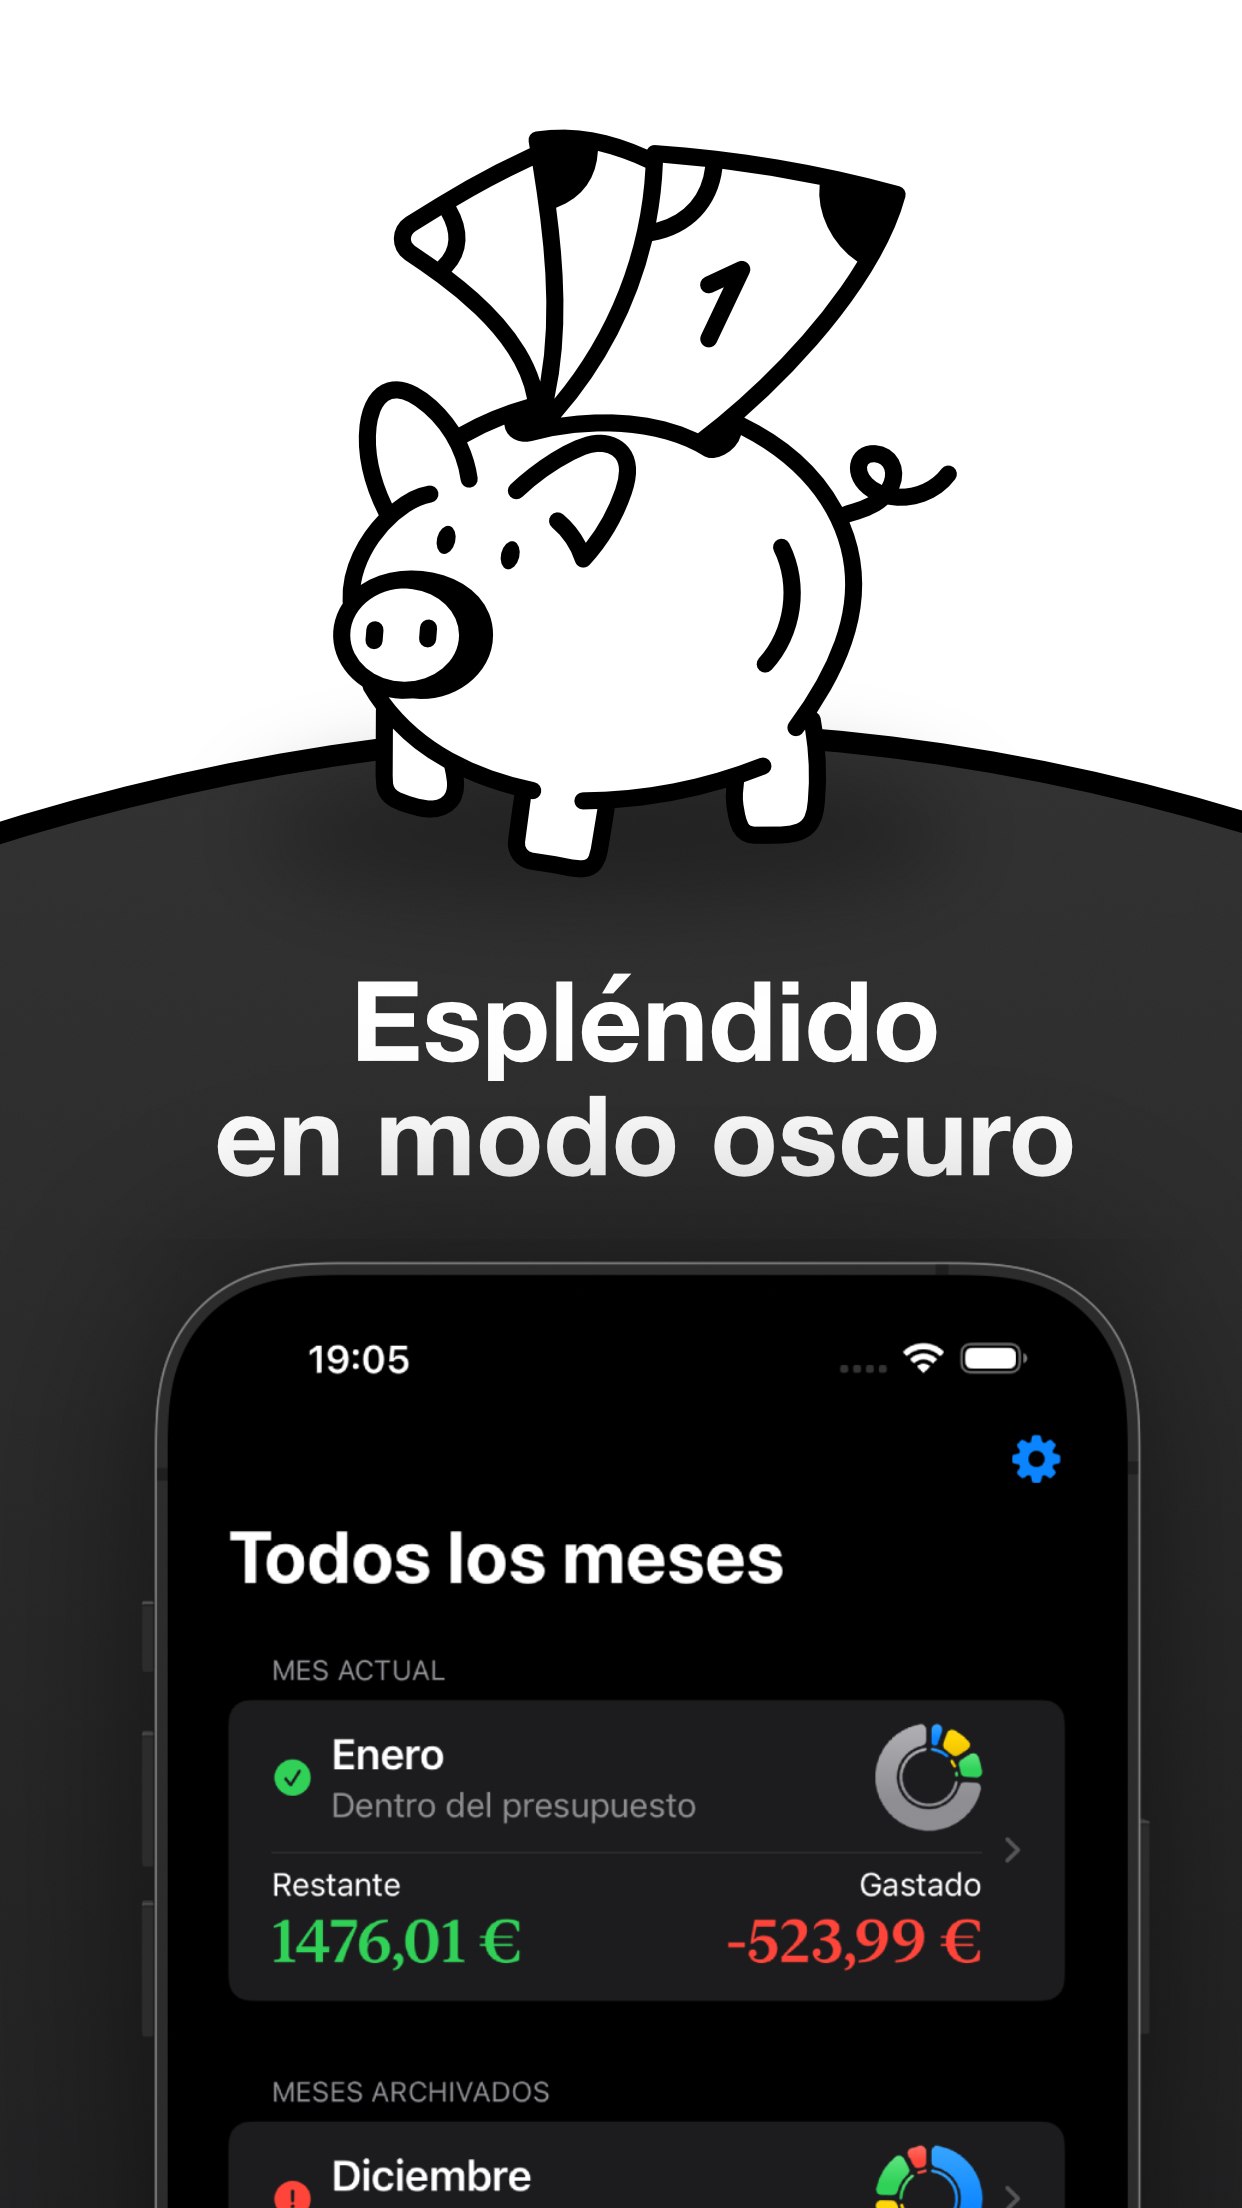 1
Espléndido
en modo oscuro
19:05
Todos los meses
MES ACTUAL
Enero
Dentro del presupuesto
Restante
Gastado
1476,01 €
-523,99 €
MESES ARCHIVADOS
Diciembre